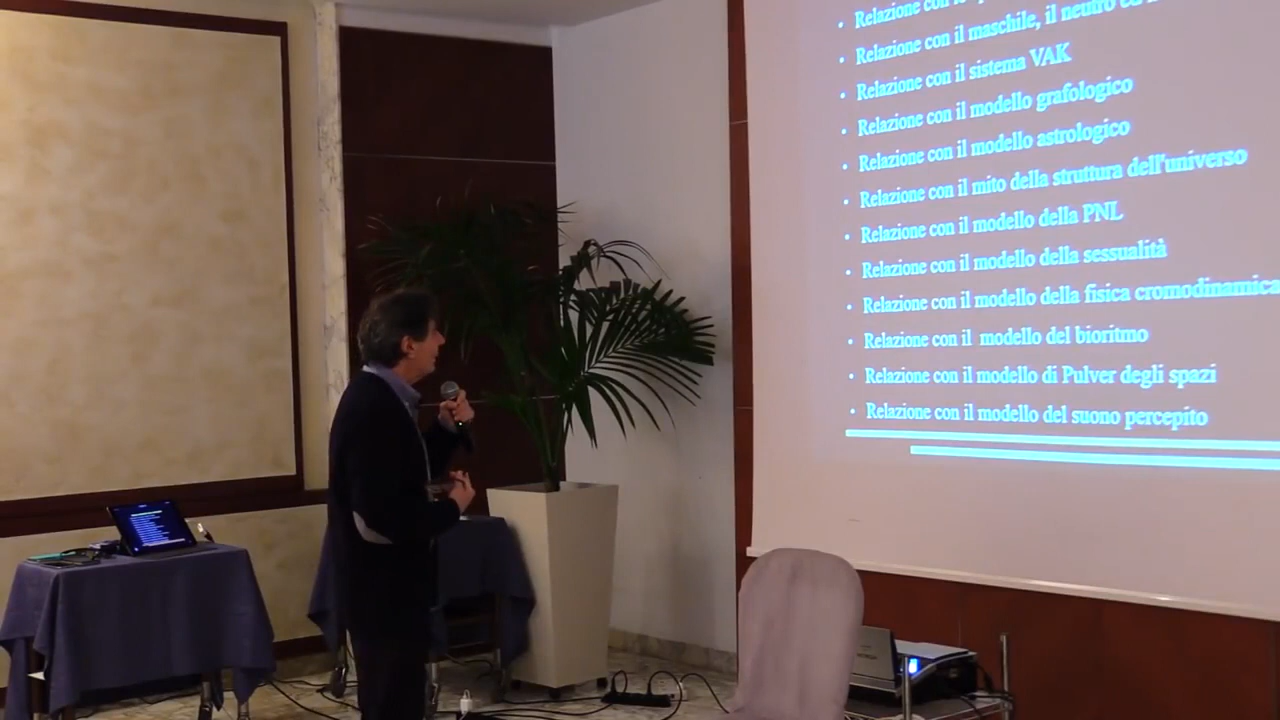 Relazione con
Relazione con il maschile, il neutro ed
Relazione con il sistema VAK
Relazione con il modello grafologico
Relazione con il modello astrologico
Relazione con il mito della struttura dell'universo
Relazione con il modello della PNL
Relazione con il modello della sessualità
Relazione con il modello della fisica cromodinamica
Relazione con il modello del bioritmo
Relazione con il modello di Pulver degli spazi
Relazione con il modello del suono percepito